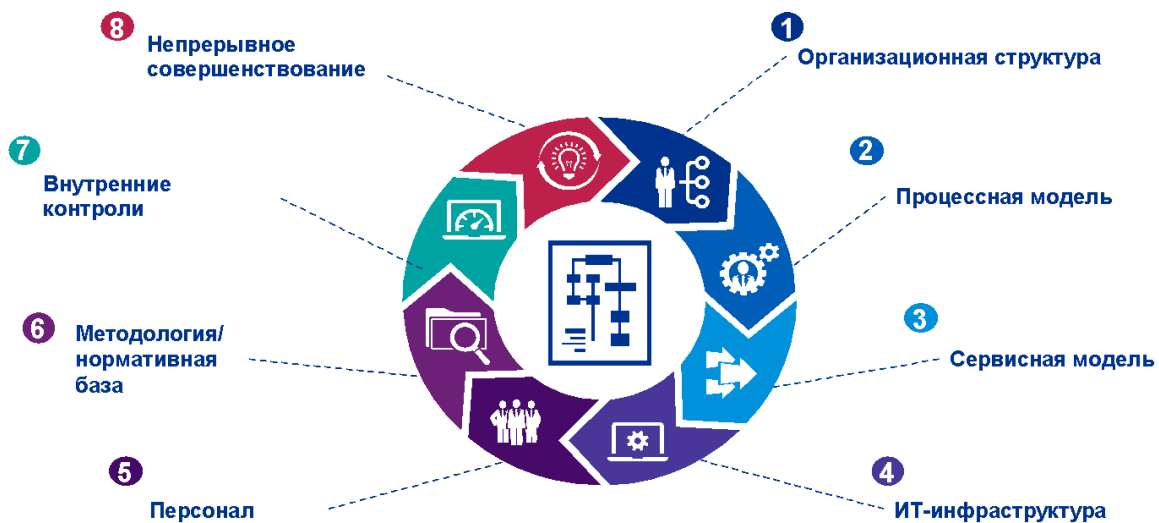 1
Организационная структура
2
Процессная модель
3
Сервисная модель
4
ИТ-инфраструктура
5
Персонал
6
Методология/
нормативная
база
7
Внутренние
контроли
8
Непрерывное
совершенствование